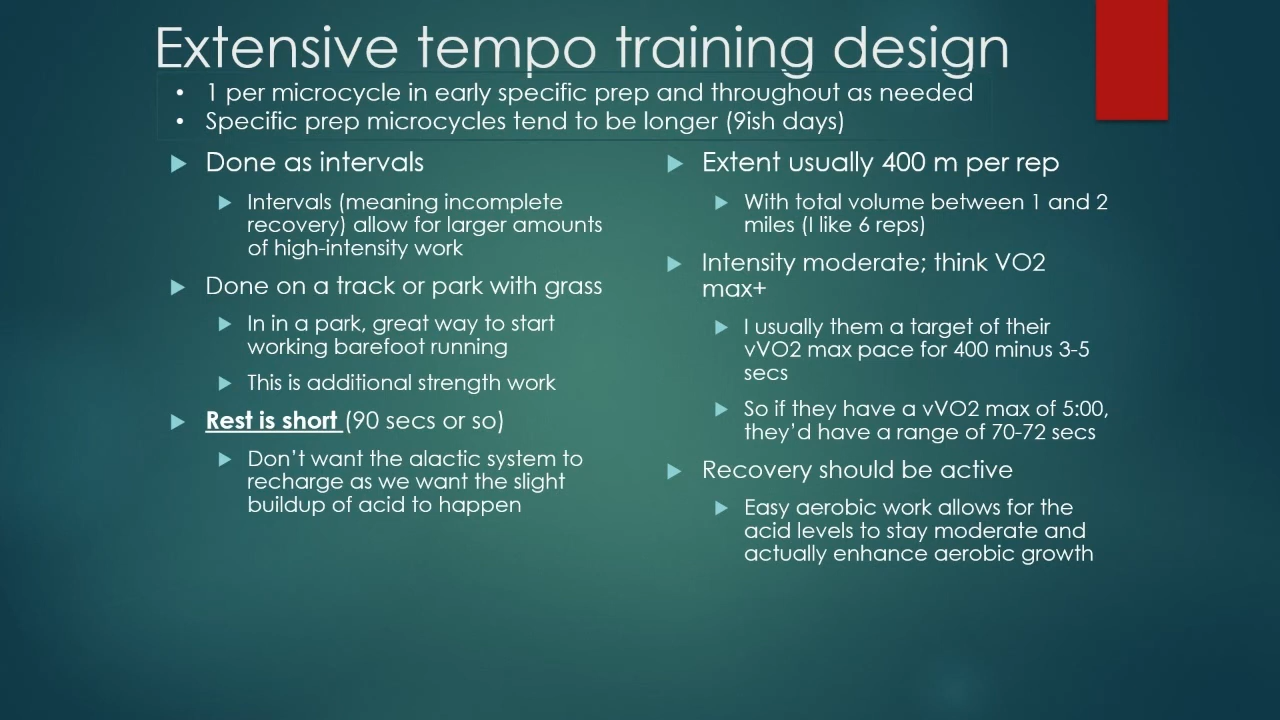 Extensive tempo training design
• 1 per microcycle in early specific prep and throughout as needed
• Specific prep microcycles tend to be longer (9ish days)
Done as intervals
Intervals (meaning incomplete
recovery) allow for larger amounts
of high-intensity work
Done on a track or park with grass
In in a park, great way to start
working barefoot running
This is additional strength work
Rest is short (90 secs or so)
Don't want the alactic system to
recharge as we want the slight
buildup of acid to happen
Extent usually 400 m per rep
With total volume between 1 and 2
miles (I like 6 reps)
Intensity moderate; think VO2
max+
I usually them a target of their
vVO2 max pace for 400 minus 3-5
secs
So if they have a vVO2 max of 5:00,
they'd have a range of 70-72 secs
Recovery should be active
Easy aerobic work allows for the
acid levels to stay moderate and
actually enhance aerobic growth